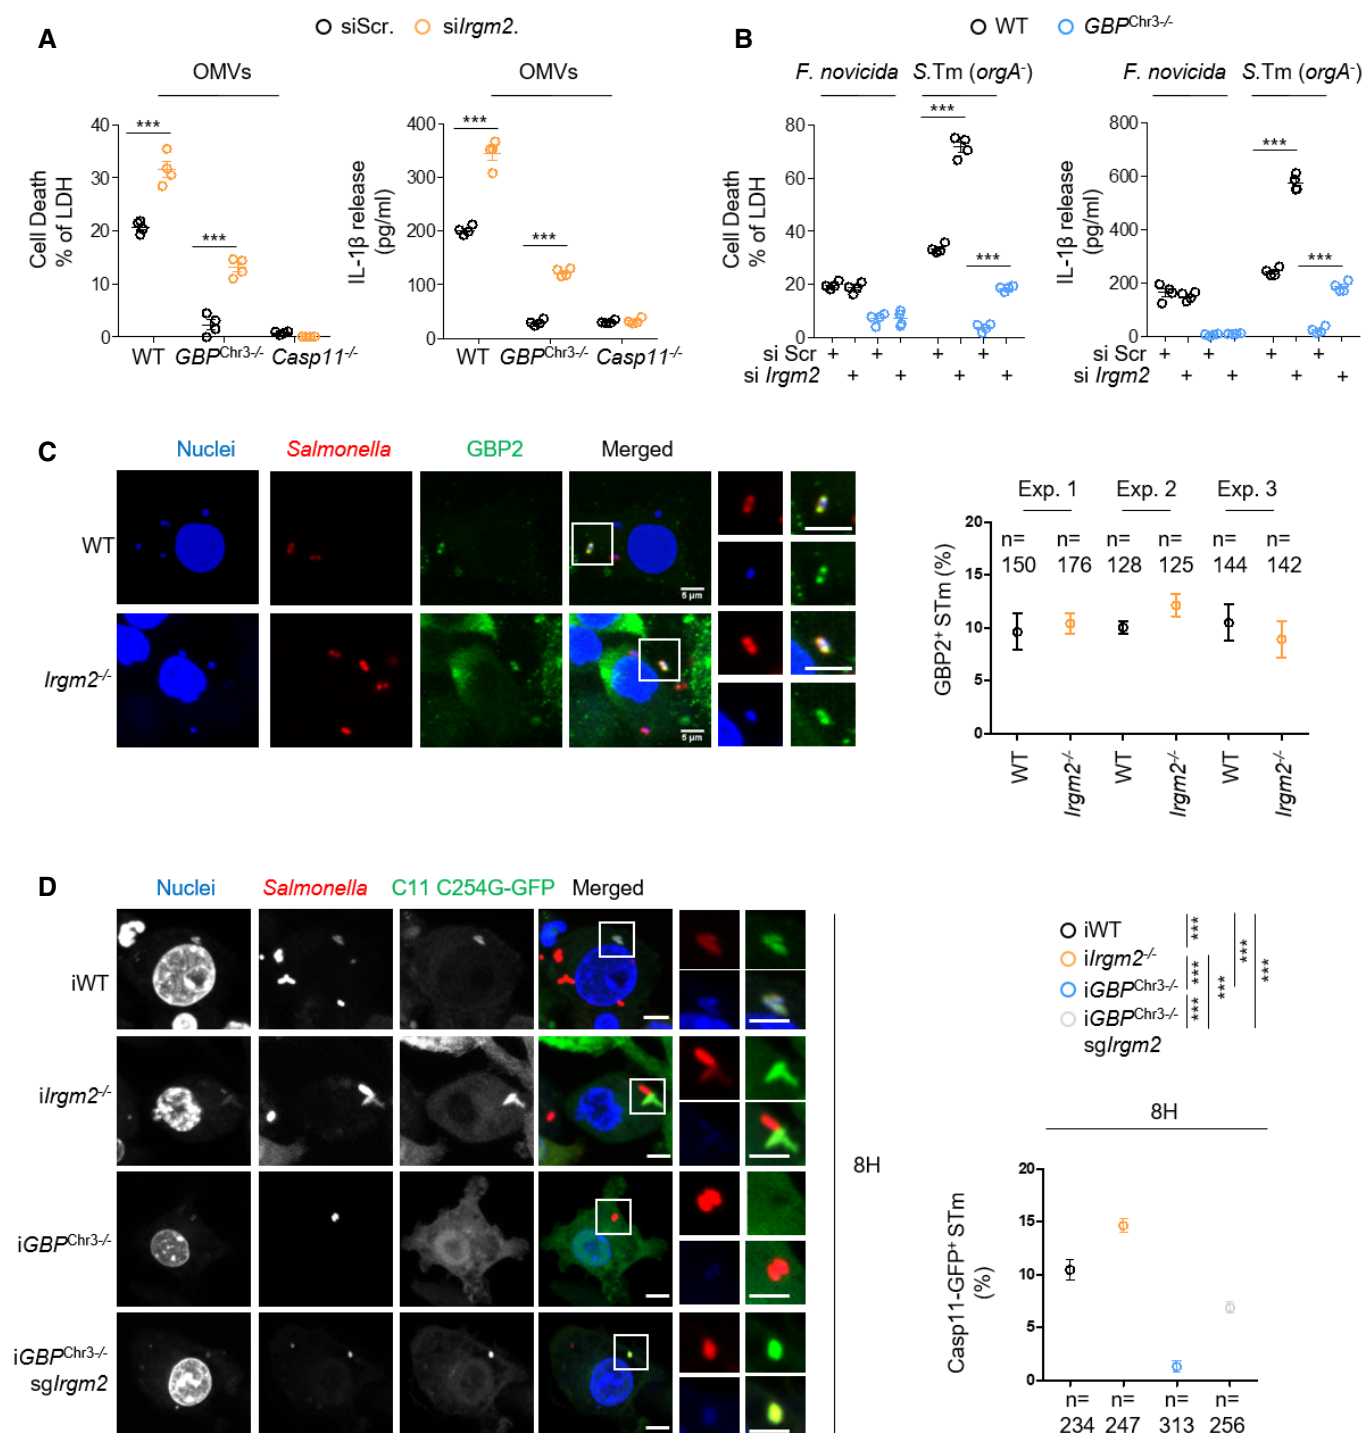 A
siScr.
siIrgm2.
OMVs
OMVs
40
30
20
10
0
Cell Death
% of LDH
***
***
WT
GBPChr3-/-
Casp11-/-
400
300
200
100
0
IL-1β release
(pg/ml)
***
***
WT
GBPChr3-/-
Casp11-/-
B
WT
GBPChr3-/-
F. novicida
S.Tm (orgA-)
80
60
40
20
0
Cell Death
% of LDH
***
***
si Scr + + + +
si Irgm2 + + + +
F. novicida
S.Tm (orgA-)
800
600
400
200
0
IL-1β release
(pg/ml)
***
***
si Scr + + + +
si Irgm2 + + + +
C
Nuclei
Salmonella
GBP2
Merged
WT
5 µm
Irgm2-/-
5 µm
Exp. 1
Exp. 2
Exp. 3
n= n= n= n= n= n=
150 176 128 125 144 142
20
15
10
5
0
GBP2+ STm (%)
WT
Irgm2-/-
WT
Irgm2-/-
WT
Irgm2-/-
D
Nuclei
Salmonella
C11 C254G-GFP
Merged
iWT
iIrgm2-/-
iGBPChr3-/-
iGBPChr3-/-
sgIrgm2
8H
iWT
iIrgm2-/-
iGBPChr3-/-
iGBPChr3-/-
sgIrgm2
***
***
***
***
***
***
8H
20
15
10
5
0
Casp11-GFP+ STm
(%)
n= n= n= n=
234 247 313 256